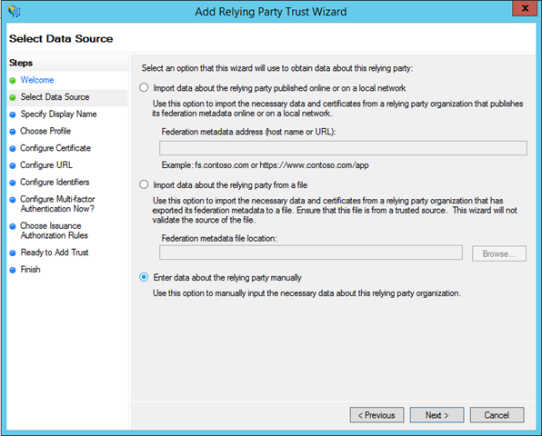 Add Relying Party Trust Wizard
x
Select Data Source
Steps
Welcome
Select Data Source
Specify Display Name
Choose Profile
Configure Certificate
Configure URL
Configure Identifiers
Configure Multi-factor
Authentication Now?
Choose Issuance
Authorization Rules
Ready to Add Trust
Finish
Select an option that this wizard will use to obtain data about this relying party:
Import data about the relying party published online or on a local network
Use this option to import the necessary data and certificates from a relying party organization that publishes
its federation metadata online or on a local network.
Federation metadata address (host name or URL):
Example: fs.contoso.com or https://www.contoso.com/app
Import data about the relying party from a file
Use this option to import the necessary data and certificates from a relying party organization that has
exported its federation metadata to a file. Ensure that this file is from a trusted source. This wizard will not
validate the source of the file.
Federation metadata file location:
Browse...
Enter data about the relying party manually
Use this option to manually input the necessary data about this relying party organization.
< Previous
Next >
Cancel